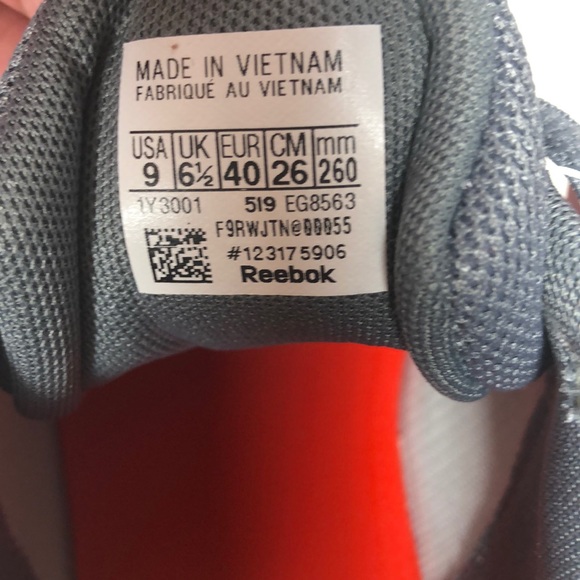 MADE IN VIETNAM
FABRIQUÉ AU VIETNAM
USA UK EUR CM mm
9 6½ 40 26 260
1Y3001 519 EG8563
F9RWJTN@00055
#123175906
Reebok